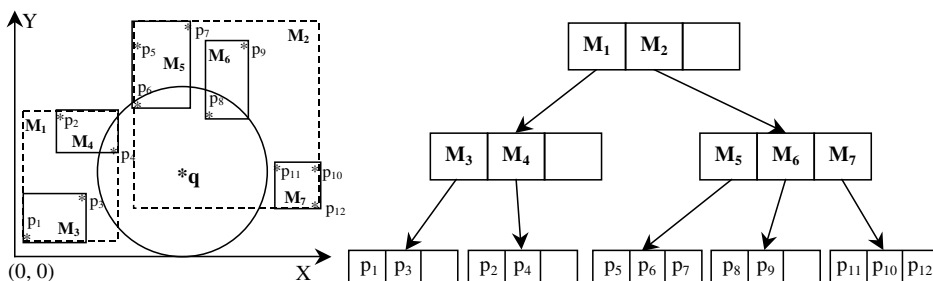 Y
p7
M2
p5
M6
p9
M5
p6
p8
M1
p2
M4
p4
*q
p11
p10
p1
p3
M3
M7
p12
(0, 0)
X
M1 M2
M3 M4
M5 M6 M7
p1 p3
p2 p4
p5 p6 p7
p8 p9
p11 p10 p12